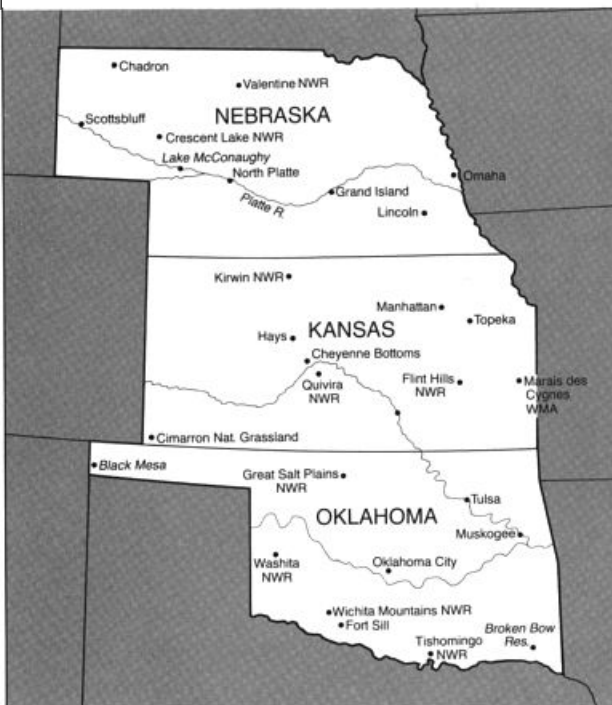 Chadron
Valentine NWR
NEBRASKA
Scottsbluff
Crescent Lake NWR
Lake McConaughy
North Platte
Omaha
Platte R.
Grand Island
Lincoln
Kirwin NWR
Manhattan
Topeka
KANSAS
Hays
Cheyenne Bottoms
Quivira
NWR
Flint Hills
NWR
Marais des
Cygnes
WMA
Cimarron Nat. Grassland
Black Mesa
Great Salt Plains
NWR
Tulsa
OKLAHOMA
Muskogee
Washita
NWR
Oklahoma City
Wichita Mountains NWR
Fort Sill
Tishomingo
NWR
Broken Bow
Res.